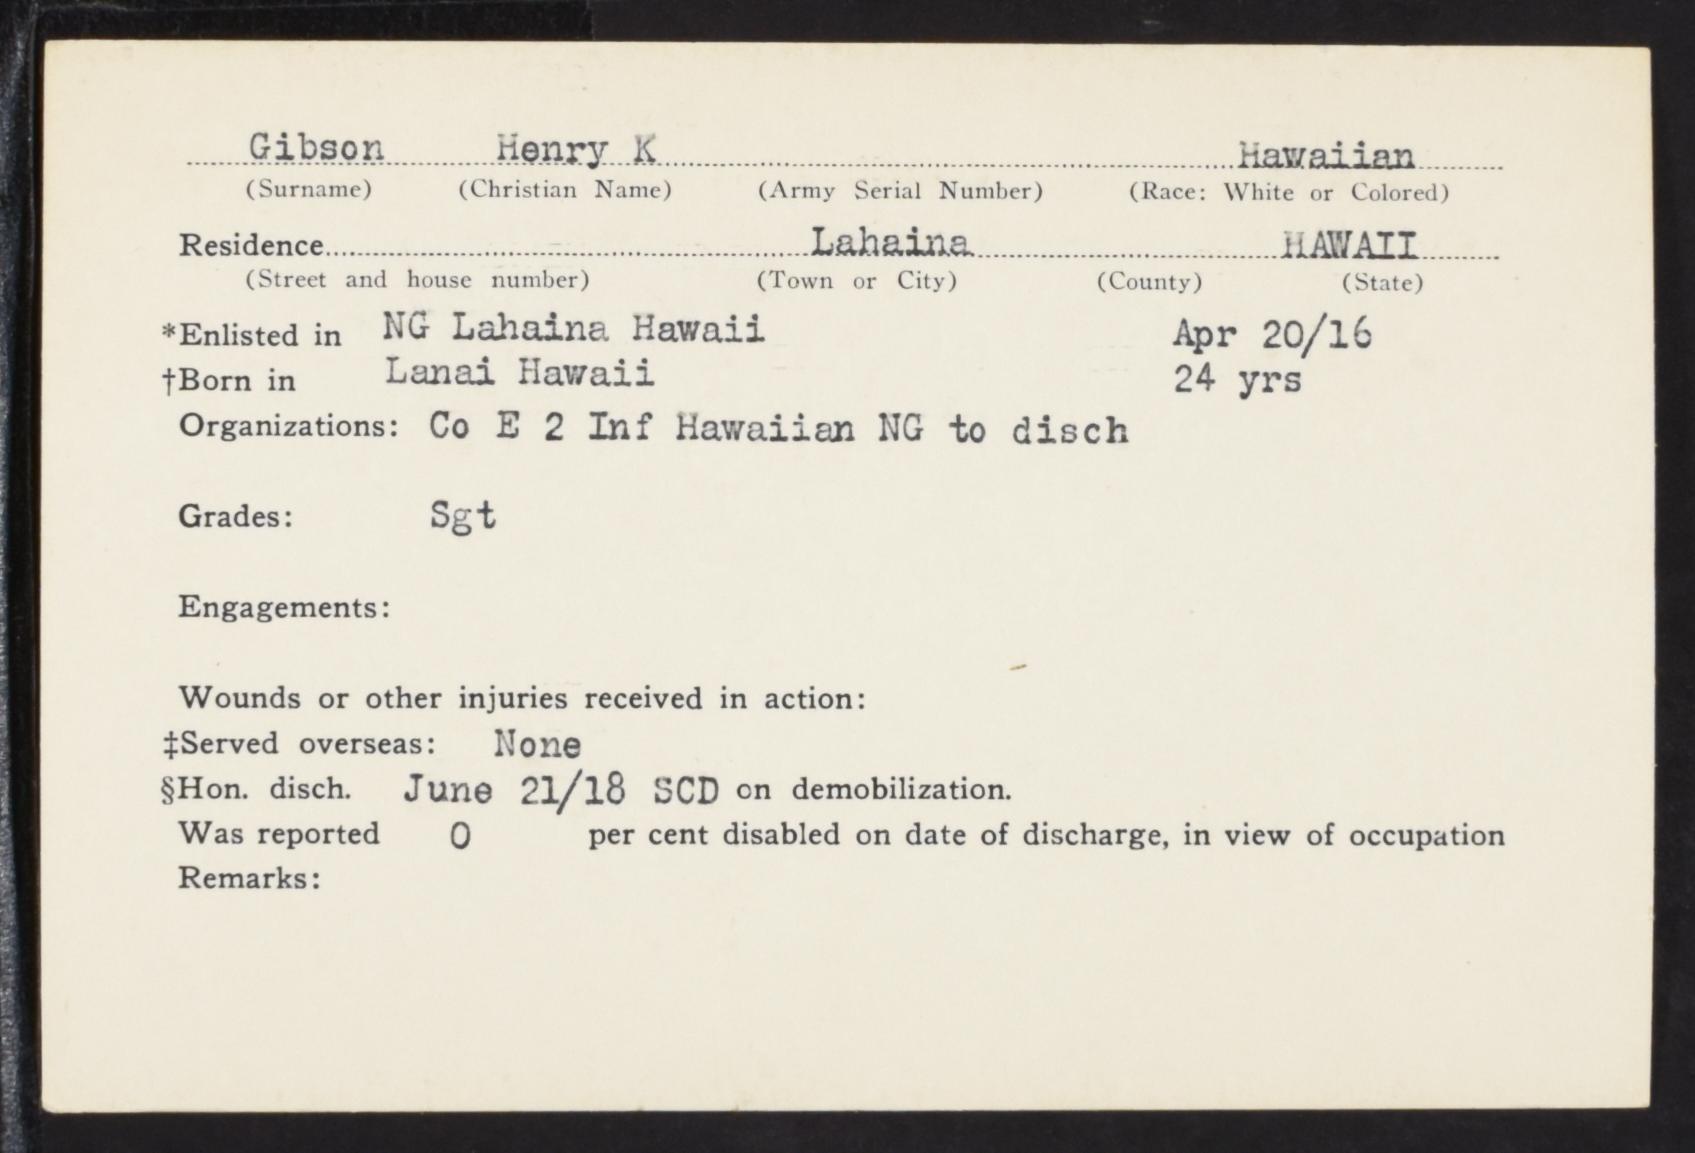 Gibson Henry K Hawaiian
(Surname) (Christian Name) (Army Serial Number) (Race: White or Colored)
Residence Lahaina HAWAII
(Street and house number) (Town or City) (County) (State)
*Enlisted in NG Lahaina Hawaii Apr 20/16
†Born in Lanai Hawaii 24 yrs
Organizations: Co E 2 Inf Hawaiian NG to disch
Grades: Sgt
Engagements:
Wounds or other injuries received in action:
‡Served overseas: None
§Hon. disch. June 21/18 SCD on demobilization.
Was reported 0 per cent disabled on date of discharge, in view of occupation
Remarks: